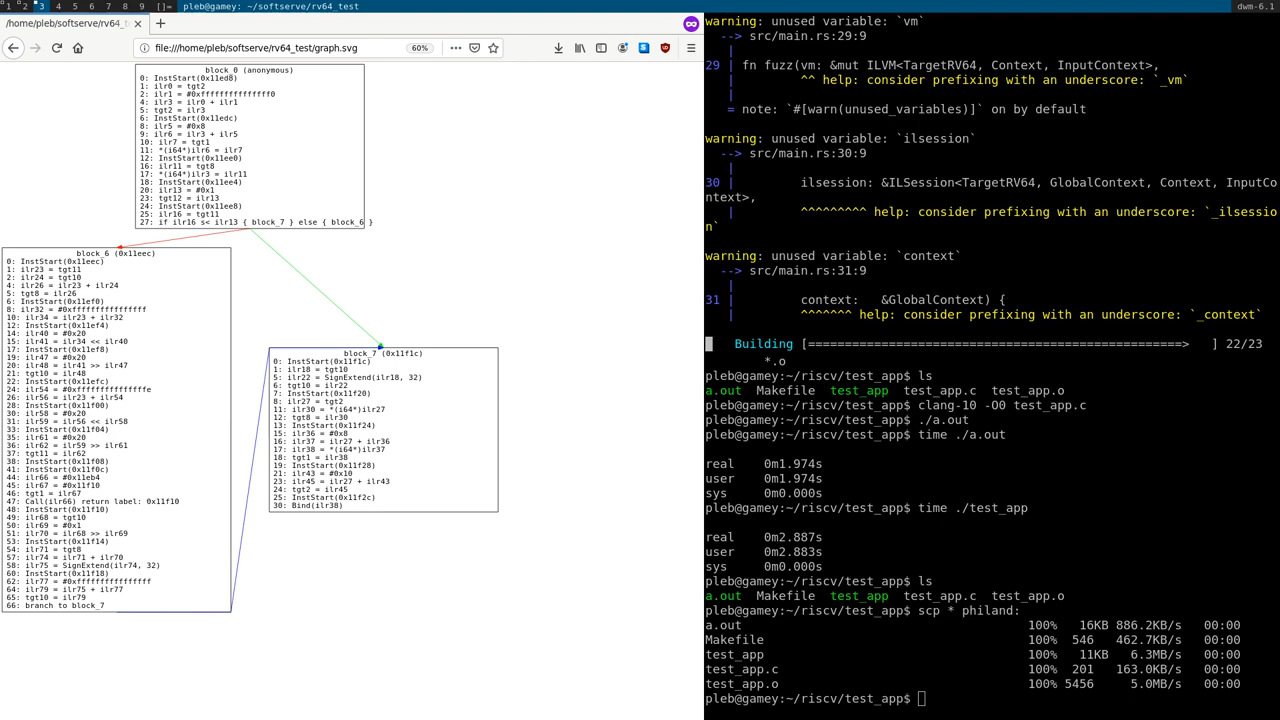 1 2 3 4 5 6 7 8 9 []= pleb@gamey: ~/softserve/rv64_test dwm-6.1
/home/pleb/softserve/rv64_t
file:///home/pleb/softserve/rv64_test/graph.svg 60%
block_0 (anonymous)
0: InstStart(0x11ed8)
1: ilr0 = tgt2
2: ilr1 = #0xfffffffffffffff0
3: ilr3 = ilr0 + ilr1
5: tgt2 = ilr3
6: InstStart(0x11edc)
8: ilr5 = #0x8
9: ilr6 = ilr3 + ilr5
10: ilr7 = tgt1
11: *(i64*)ilr6 = ilr7
12: InstStart(0x11ee0)
16: ilr11 = tgt8
17: *(i64*)ilr3 = ilr11
18: InstStart(0x11ee4)
20: ilr13 = #0x1
23: tgt12 = ilr13
24: InstStart(0x11ee8)
25: ilr16 = tgt11
27: if ilr16 s< ilr13 { block_7 } else { block_6 }
block_6 (0x11eec)
0: InstStart(0x11eec)
1: ilr23 = tgt11
2: ilr24 = tgt10
4: ilr26 = ilr23 + ilr24
5: tgt8 = ilr26
6: InstStart(0x11ef0)
8: ilr32 = #0xffffffffffffffff
10: ilr34 = ilr23 + ilr32
12: InstStart(0x11ef4)
14: ilr40 = #0x20
15: ilr41 = ilr34 << ilr40
17: InstStart(0x11ef8)
19: ilr47 = #0x20
20: ilr48 = ilr41 >> ilr47
21: tgt10 = ilr48
22: InstStart(0x11efc)
24: ilr54 = #0xfffffffffffffffe
26: ilr56 = ilr23 + ilr54
28: InstStart(0x11f00)
30: ilr58 = #0x20
31: ilr59 = ilr56 << ilr58
33: InstStart(0x11f04)
35: ilr61 = #0x20
36: ilr62 = ilr59 >> ilr61
37: tgt11 = ilr62
38: InstStart(0x11f08)
41: InstStart(0x11f0c)
44: ilr66 = #0x11eb4
45: ilr67 = #0x11f10
46: tgt1 = ilr67
47: Call(ilr66) return label: 0x11f10
48: InstStart(0x11f10)
49: ilr68 = tgt10
50: ilr69 = #0x1
51: ilr70 = ilr68 >> ilr69
53: InstStart(0x11f14)
54: ilr71 = tgt8
57: ilr74 = ilr71 + ilr70
58: ilr75 = SignExtend(ilr74, 32)
60: InstStart(0x11f18)
62: ilr77 = #0xffffffffffffffff
64: ilr79 = ilr75 + ilr77
65: tgt10 = ilr79
66: branch to block_7
block_7 (0x11f1c)
0: InstStart(0x11f1c)
1: ilr18 = tgt10
5: ilr22 = SignExtend(ilr18, 32)
6: tgt10 = ilr22
7: InstStart(0x11f20)
8: ilr27 = tgt2
11: ilr30 = *(i64*)ilr27
12: tgt8 = ilr30
13: InstStart(0x11f24)
15: ilr36 = #0x8
16: ilr37 = ilr27 + ilr36
17: ilr38 = *(i64*)ilr37
18: tgt1 = ilr38
19: InstStart(0x11f28)
21: ilr43 = #0x10
23: ilr45 = ilr27 + ilr43
24: tgt2 = ilr45
25: InstStart(0x11f2c)
30: Bind(ilr38)
warning: unused variable: `vm`
--> src/main.rs:29:9
|
29 | fn fuzz(vm: &mut ILVM<TargetRV64, Context, InputContext>,
| ^^ help: consider prefixing with an underscore: `_vm`
|
= note: `#[warn(unused_variables)]` on by default
warning: unused variable: `ilsession`
--> src/main.rs:30:9
|
30 | ilsession: &ILSession<TargetRV64, GlobalContext, Context, InputCo
ntext>,
| ^^^^^^^^^ help: consider prefixing with an underscore: `_ilsessio
n`
warning: unused variable: `context`
--> src/main.rs:31:9
|
31 | context: &GlobalContext) {
| ^^^^^^^ help: consider prefixing with an underscore: `_context`
Building [===================================================> ] 22/23
*.o
pleb@gamey:~/riscv/test_app$ ls
a.out Makefile test_app test_app.c test_app.o
pleb@gamey:~/riscv/test_app$ clang-10 -O0 test_app.c
pleb@gamey:~/riscv/test_app$ ./a.out
pleb@gamey:~/riscv/test_app$ time ./a.out
real 0m1.974s
user 0m1.974s
sys 0m0.000s
pleb@gamey:~/riscv/test_app$ time ./test_app
real 0m2.887s
user 0m2.883s
sys 0m0.000s
pleb@gamey:~/riscv/test_app$ ls
a.out Makefile test_app test_app.c test_app.o
pleb@gamey:~/riscv/test_app$ scp * philand:
a.out 100% 16KB 886.2KB/s 00:00
Makefile 100% 546 462.7KB/s 00:00
test_app 100% 11KB 6.3MB/s 00:00
test_app.c 100% 201 163.0KB/s 00:00
test_app.o 100% 5456 5.0MB/s 00:00
pleb@gamey:~/riscv/test_app$